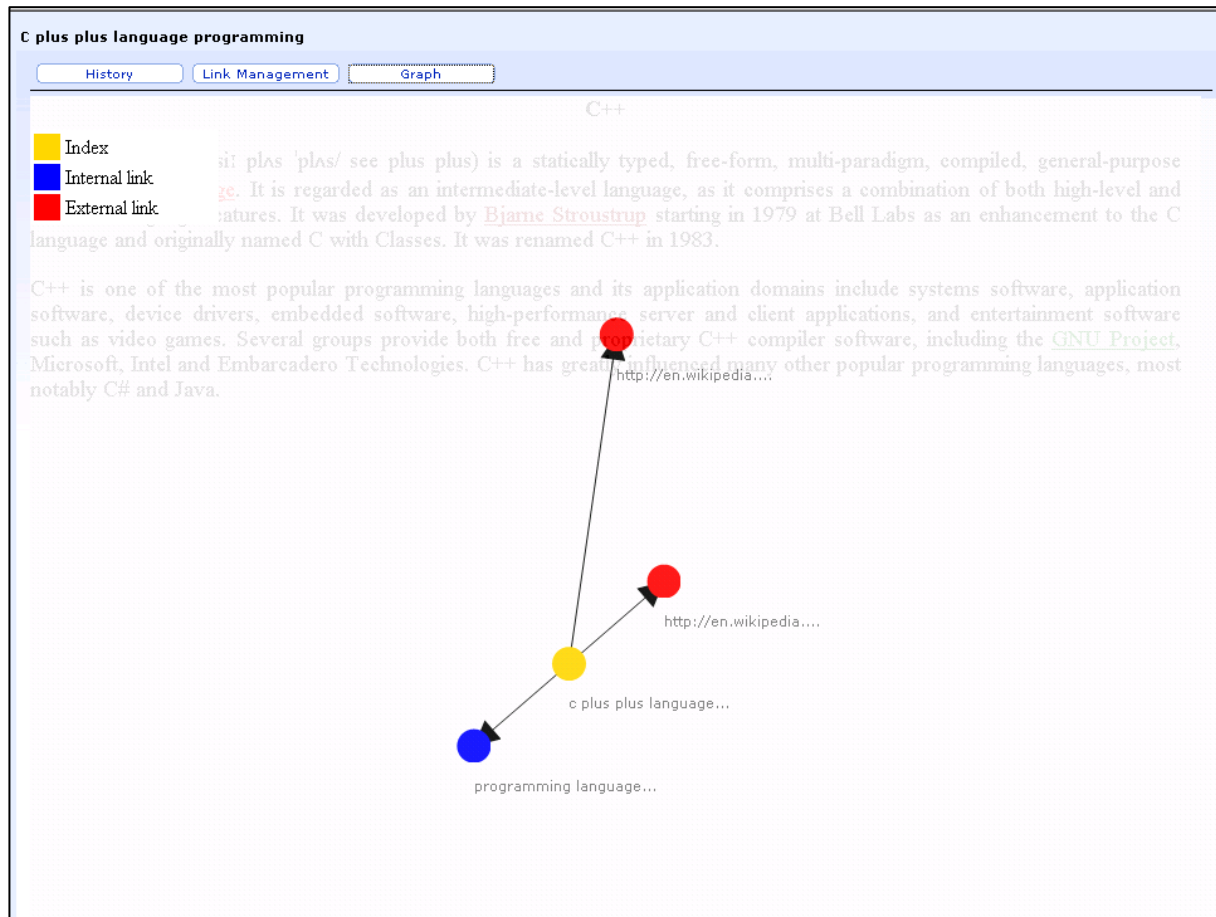 C plus plus language programming
History Link Management Graph
C++
Index
Internal link
External link
si: plʌs ˈplʌs/ see plus plus) is a statically typed, free-form, multi-paradigm, compiled, general-purpose
ge. It is regarded as an intermediate-level language, as it comprises a combination of both high-level and
eatures. It was developed by Bjarne Stroustrup starting in 1979 at Bell Labs as an enhancement to the C
language and originally named C with Classes. It was renamed C++ in 1983.
C++ is one of the most popular programming languages and its application domains include systems software, application
software, device drivers, embedded software, high-performance server and client applications, and entertainment software
such as video games. Several groups provide both free and proprietary C++ compiler software, including the GNU Project,
Microsoft, Intel and Embarcadero Technologies. C++ has greatly influenced many other popular programming languages, most
notably C# and Java.
http://en.wikipedia....
http://en.wikipedia....
c plus plus language...
programming language...